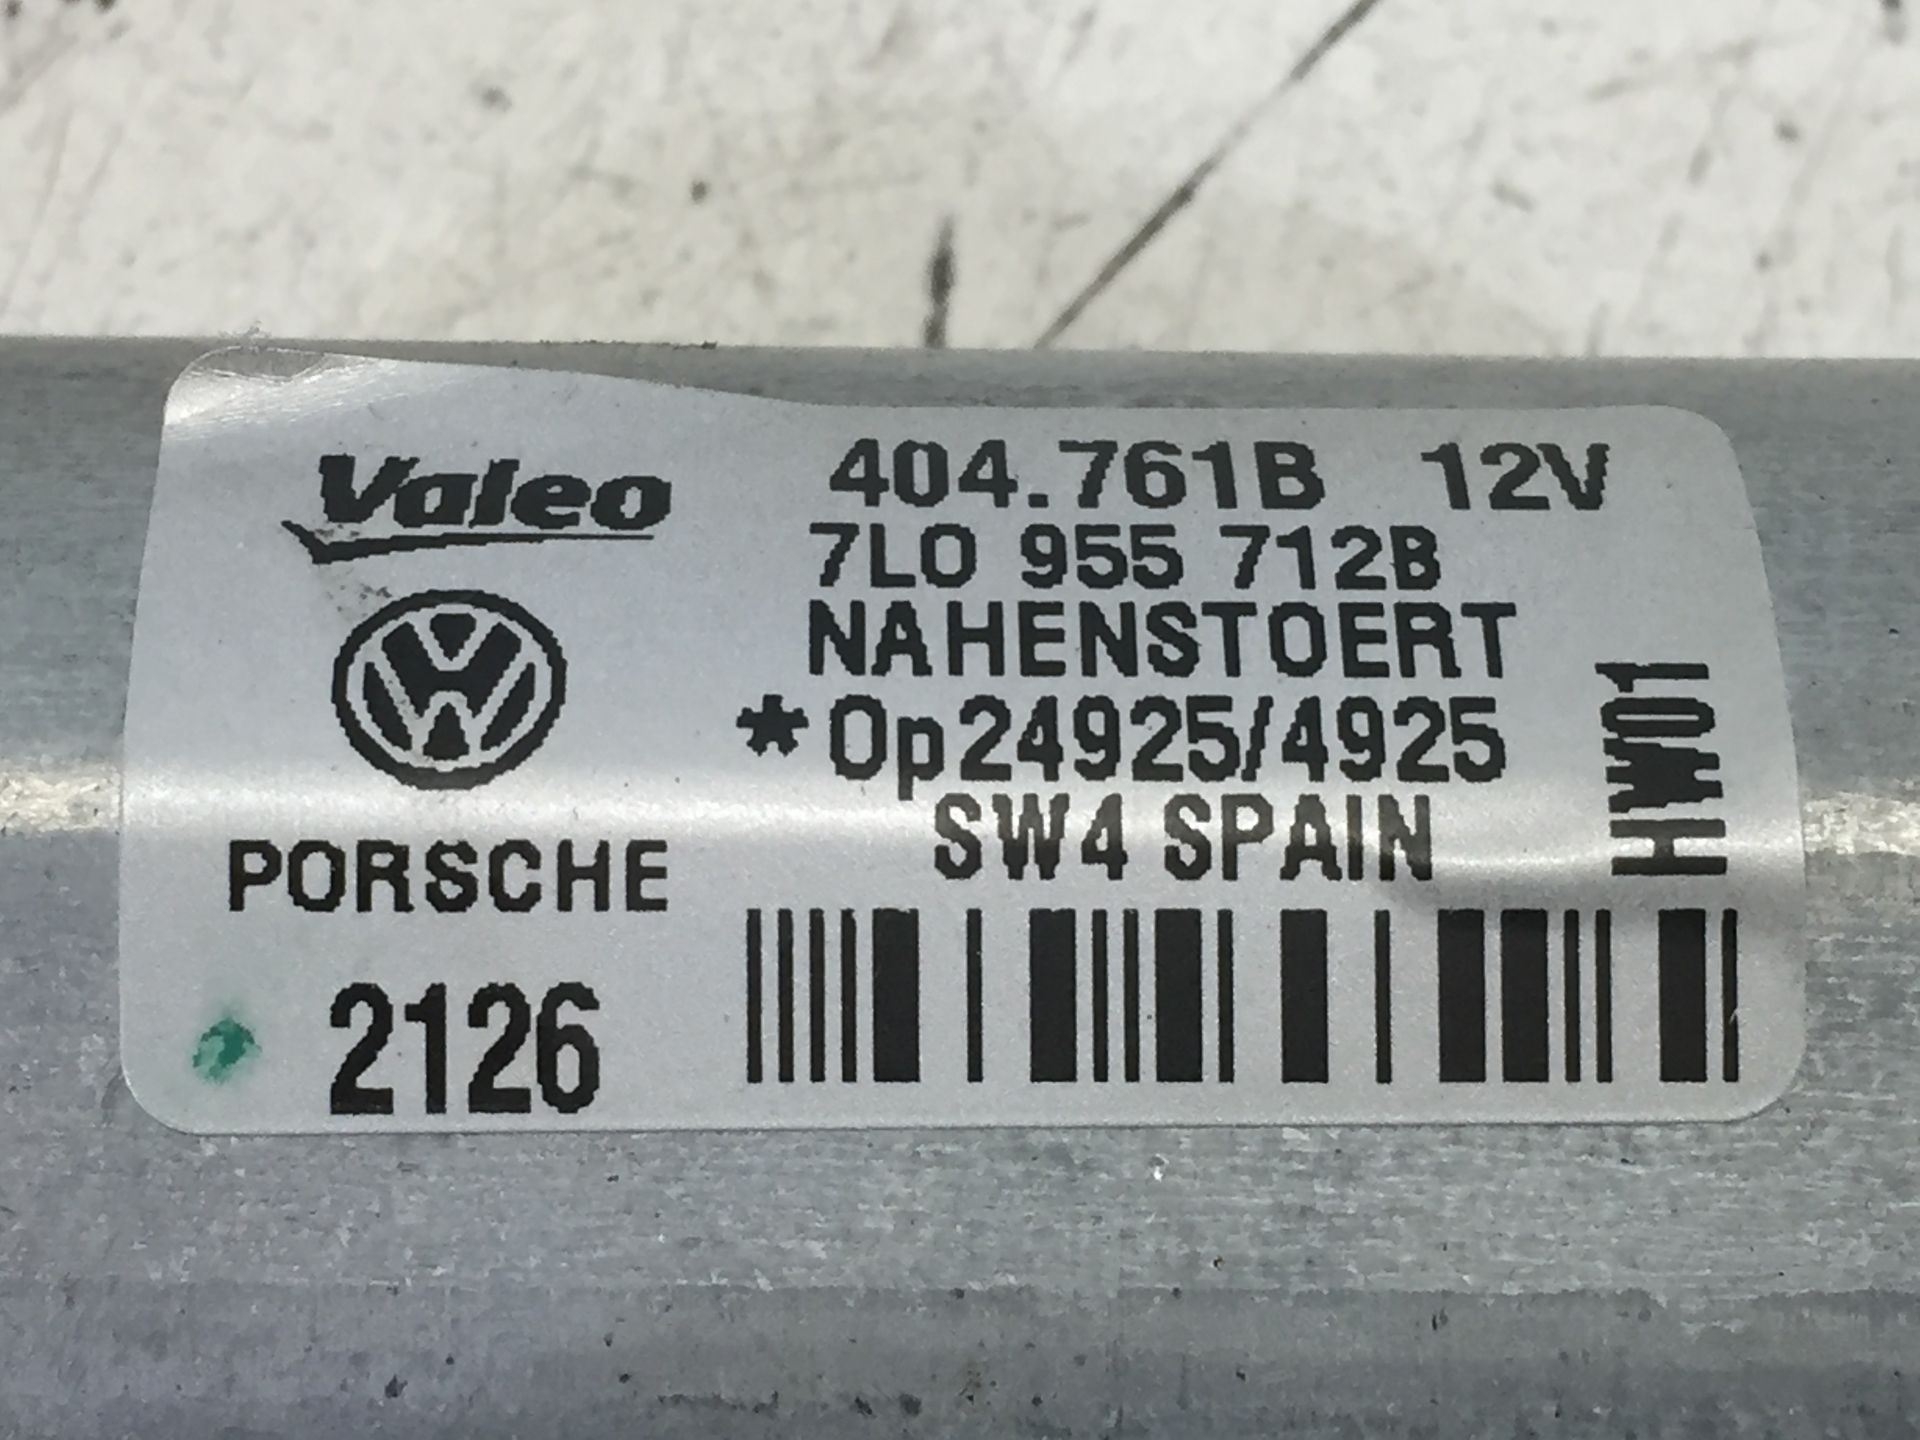 Valeo
404.761B 12V
7L0 955 712B
NAHENSTOERT
*Op24925/4925
SW4 SPAIN
HW01
PORSCHE
2126